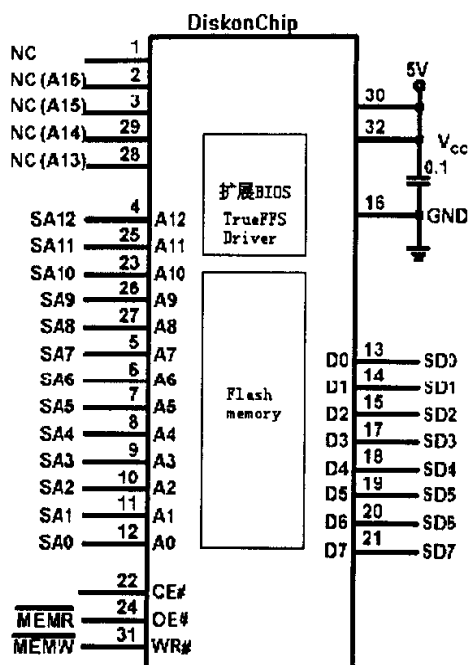 DiskonChip
NC 1
NC (A16) 2
NC (A15) 3
NC (A14) 29
NC (A13) 28
SA12 4 A12
SA11 25 A11
SA10 23 A10
SA9 26 A9
SA8 27 A8
SA7 5 A7
SA6 6 A6
SA5 7 A5
SA4 8 A4
SA3 9 A3
SA2 10 A2
SA1 11 A1
SA0 12 A0
22 CE#
MEMR 24 OE#
MEMW 31 WR#
扩展BIOS
TrueFFS
Driver
Flash
memory
5V
30
32 Vcc
0.1
16 GND
D0 13 SD0
D1 14 SD1
D2 15 SD2
D3 17 SD3
D4 18 SD4
D5 19 SD5
D6 20 SD6
D7 21 SD7